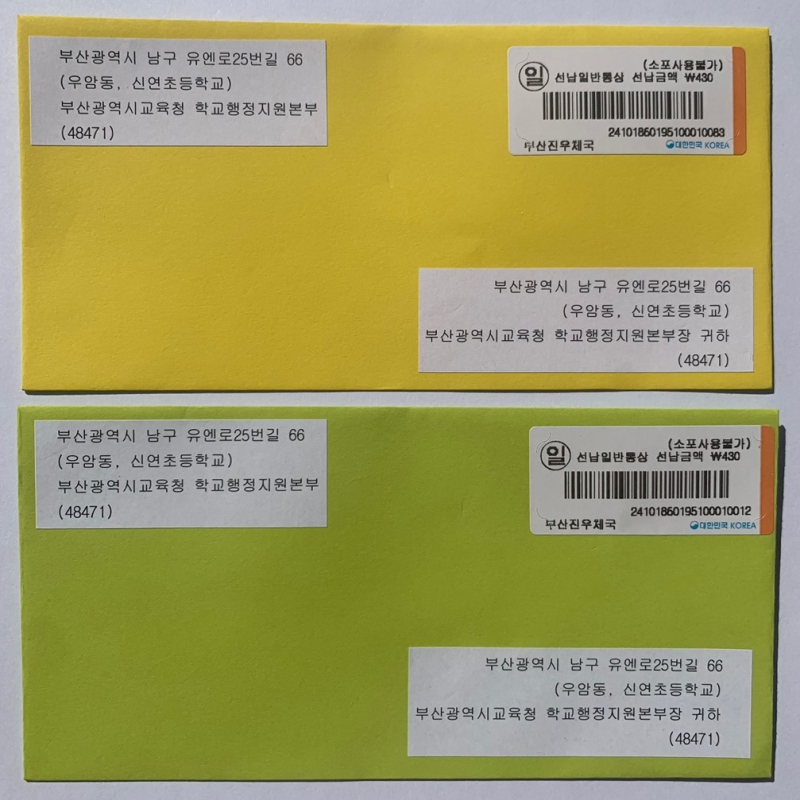 부산광역시 남구 유엔로25번길 66
(우암동, 신연초등학교)
부산광역시교육청 학교행정지원본부
(48471)
(소포사용불가)
일 선납일반통상 선납금액 ₩430
2410186019510001​0083
부산진우체국 대한민국 KOREA
부산광역시 남구 유엔로25번길 66
(우암동, 신연초등학교)
부산광역시교육청 학교행정지원본부장 귀하
(48471)
부산광역시 남구 유엔로25번길 66
(우암동, 신연초등학교)
부산광역시교육청 학교행정지원본부
(48471)
(소포사용불가)
일 선납일반통상 선납금액 ₩430
24101860195100010012
부산진우체국 대한민국 KOREA
부산광역시 남구 유엔로25번길 66
(우암동, 신연초등학교)
부산광역시교육청 학교행정지원본부장 귀하
(48471)